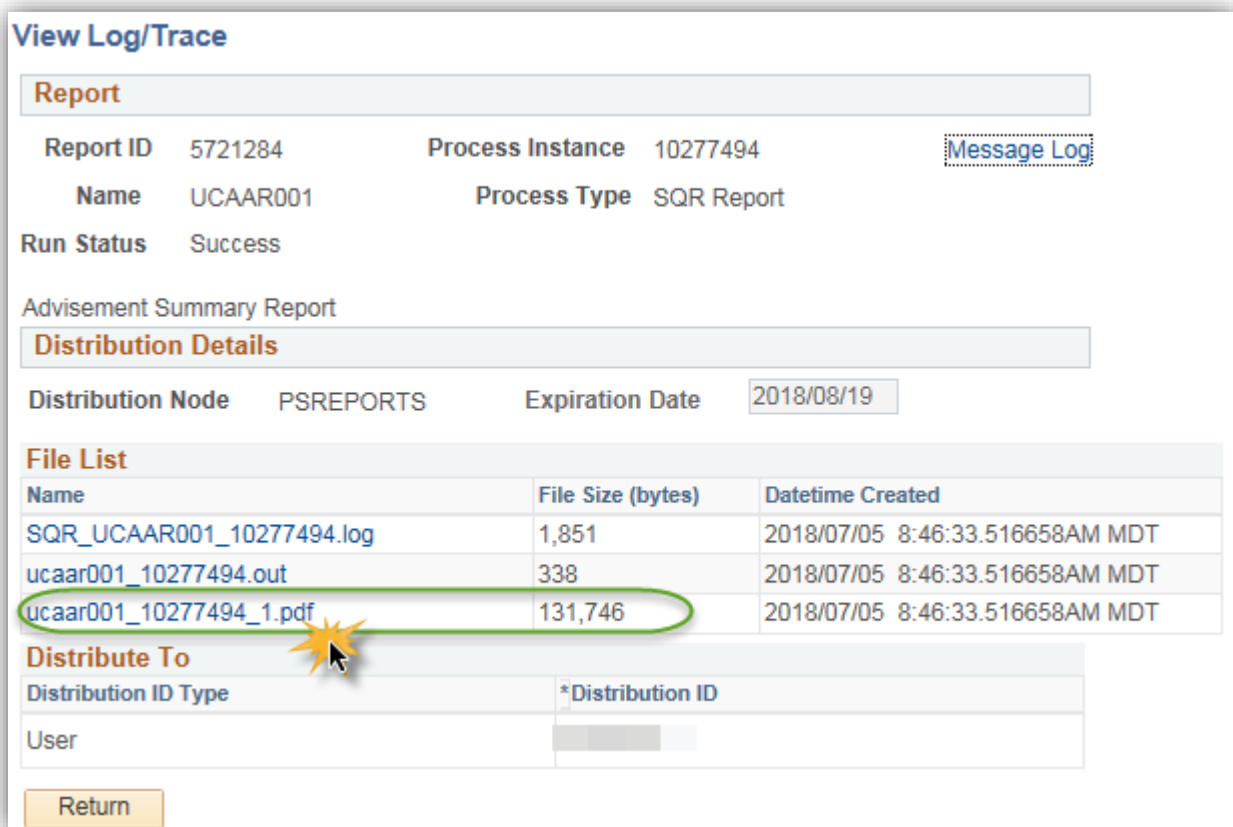 View Log/Trace
Report
Report ID 5721284 Process Instance 10277494 Message Log
Name UCAAR001 Process Type SQR Report
Run Status Success
Advisement Summary Report
Distribution Details
Distribution Node PSREPORTS Expiration Date 2018/08/19
File List
Name File Size (bytes) Datetime Created
SQR_UCAAR001_10277494.log 1,851 2018/07/05 8:46:33.516658AM MDT
ucaar001_10277494.out 338 2018/07/05 8:46:33.516658AM MDT
ucaar001_10277494_1.pdf 131,746 2018/07/05 8:46:33.516658AM MDT
Distribute To
Distribution ID Type *Distribution ID
User
Return